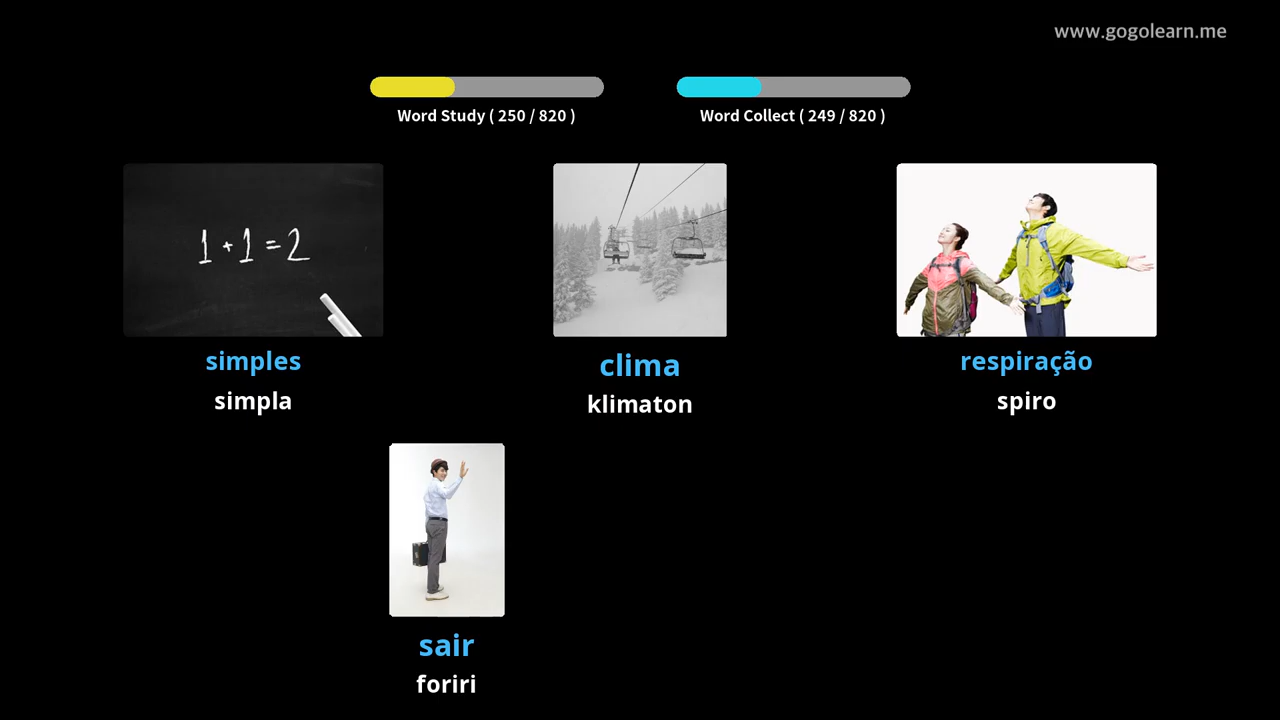 www.gogolearn.me
Word Study ( 250 / 820 )
Word Collect ( 249 / 820 )
1 + 1 = 2
simples
simpla
clima
klimaton
respiração
spiro
sair
foriri